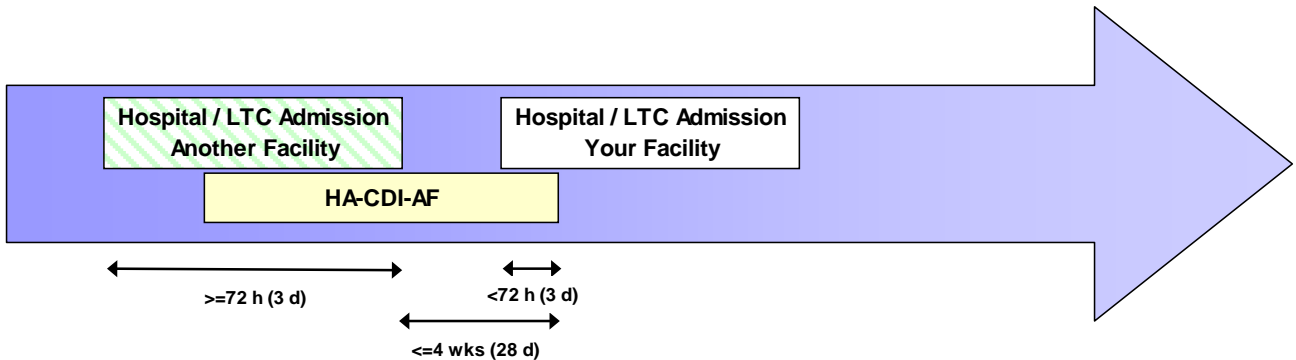 Hospital / LTC Admission
Another Facility
Hospital / LTC Admission
Your Facility
HA-CDI-AF
>=72 h (3 d)
<72 h (3 d)
<=4 wks (28 d)